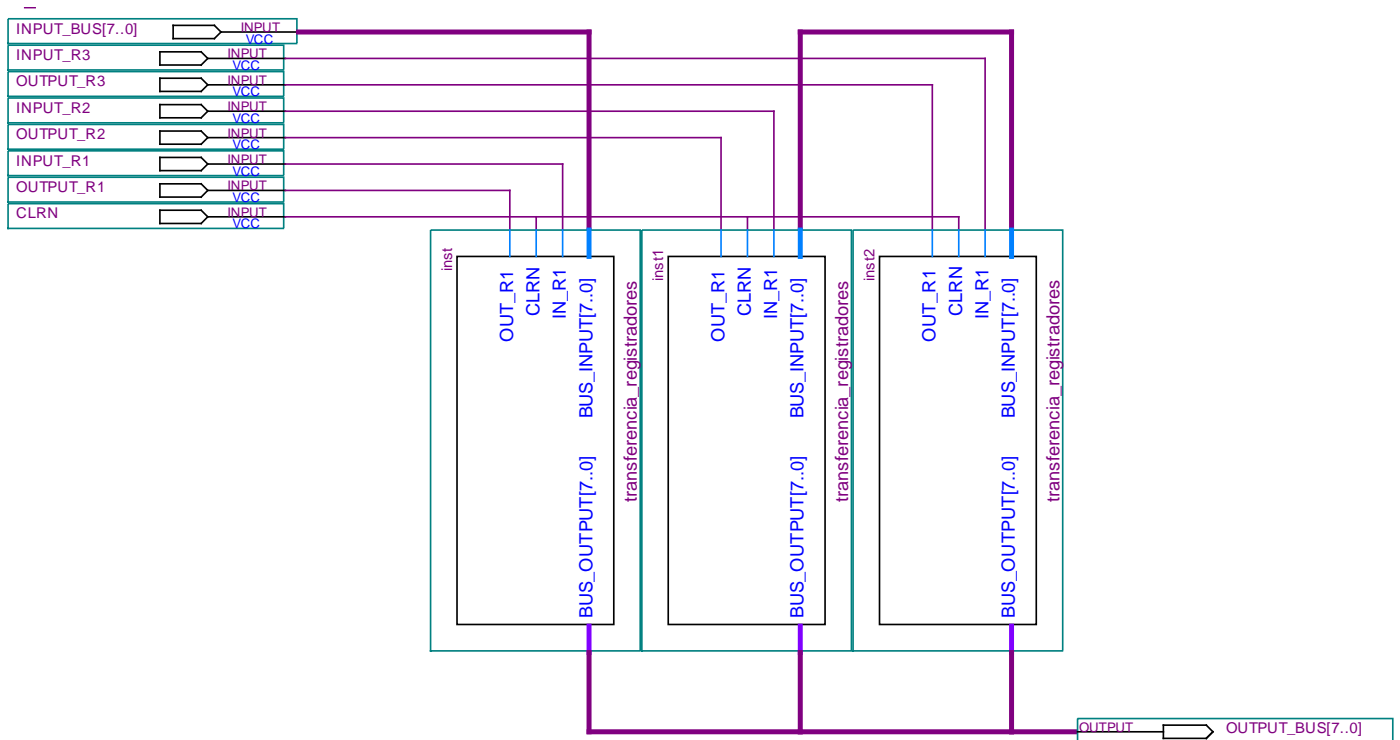 INPUT_BUS[7..0] INPUT
VCC
INPUT_R3 INPUT
VCC
OUTPUT_R3 INPUT
VCC
INPUT_R2 INPUT
VCC
OUTPUT_R2 INPUT
VCC
INPUT_R1 INPUT
VCC
OUTPUT_R1 INPUT
VCC
CLRN INPUT
VCC
inst
OUT_R1
CLRN
IN_R1
BUS_INPUT[7..0]
BUS_OUTPUT[7..0]
transferencia_registradores
inst1
OUT_R1
CLRN
IN_R1
BUS_INPUT[7..0]
BUS_OUTPUT[7..0]
transferencia_registradores
inst2
OUT_R1
CLRN
IN_R1
BUS_INPUT[7..0]
BUS_OUTPUT[7..0]
transferencia_registradores
OUTPUT OUTPUT_BUS[7..0]